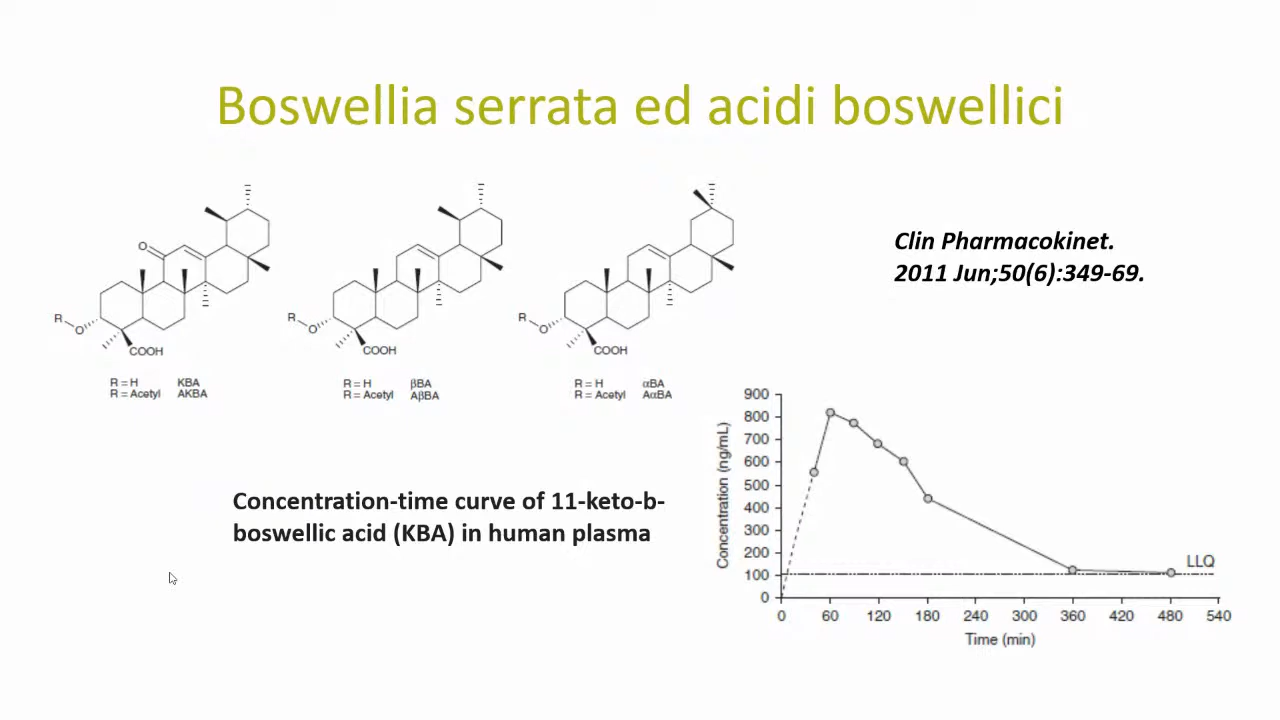 Boswellia serrata ed acidi boswellici
O
R
O
COOH
R = H KBA
R = Acetyl AKBA
R
O
COOH
R = H βBA
R = Acetyl AβBA
R
O
COOH
R = H αBA
R = Acetyl AαBA
Clin Pharmacokinet.
2011 Jun;50(6):349-69.
Concentration-time curve of 11-keto-b-
boswellic acid (KBA) in human plasma
Concentration (ng/mL)
900
800
700
600
500
400
300
200
100
0
LLQ
0 60 120 180 240 300 360 420 480 540
Time (min)